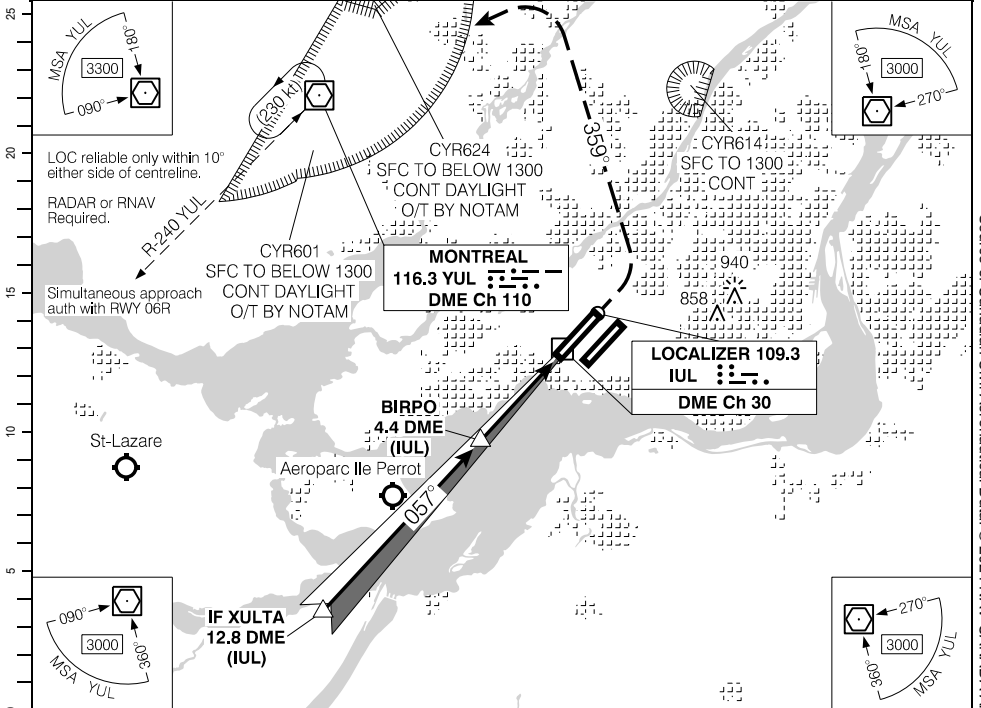 25
20
15
10
5
0
MSA YUL
180°
3300
090°
MSA YUL
180°
3000
270°
(230 kt)
359°
LOC reliable only within 10°
either side of centreline.
RADAR or RNAV
Required.
R-240 YUL
Simultaneous approach
auth with RWY 06R
CYR624
SFC TO BELOW 1300
CONT DAYLIGHT
O/T BY NOTAM
CYR614
SFC TO 1300
CONT
CYR601
SFC TO BELOW 1300
CONT DAYLIGHT
O/T BY NOTAM
MONTREAL
116.3 YUL
DME Ch 110
940
858
LOCALIZER 109.3
IUL
DME Ch 30
BIRPO
4.4 DME
(IUL)
St-Lazare
Aeroparc Ile Perrot
057°
IF XULTA
12.8 DME
(IUL)
090°
3000
360°
MSA YUL
270°
3000
360°
MSA YUL